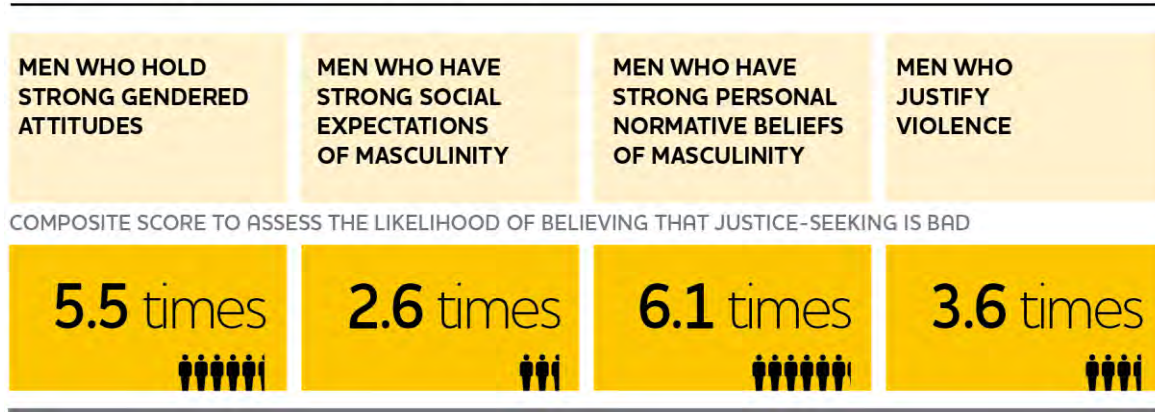 MEN WHO HOLD
STRONG GENDERED
ATTITUDES
MEN WHO HAVE
STRONG SOCIAL
EXPECTATIONS
OF MASCULINITY
MEN WHO HAVE
STRONG PERSONAL
NORMATIVE BELIEFS
OF MASCULINITY
MEN WHO
JUSTIFY
VIOLENCE
COMPOSITE SCORE TO ASSESS THE LIKELIHOOD OF BELIEVING THAT JUSTICE-SEEKING IS BAD
5.5 times
2.6 times
6.1 times
3.6 times